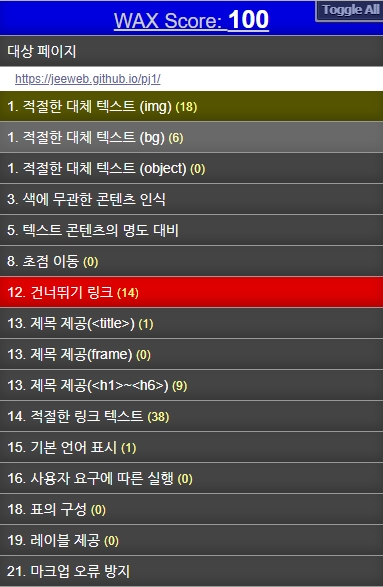 Toggle All
WAX Score: 100
대상 페이지
https://jeeweb.github.io/pj1/
1. 적절한 대체 텍스트 (img) (18)
1. 적절한 대체 텍스트 (bg) (6)
1. 적절한 대체 텍스트 (object) (0)
3. 색에 무관한 콘텐츠 인식
5. 텍스트 콘텐츠의 명도 대비
8. 초점 이동 (0)
12. 건너뛰기 링크 (14)
13. 제목 제공(<title>) (1)
13. 제목 제공(frame) (0)
13. 제목 제공(<h1>~<h6>) (9)
14. 적절한 링크 텍스트 (38)
15. 기본 언어 표시 (1)
16. 사용자 요구에 따른 실행 (0)
18. 표의 구성 (0)
19. 레이블 제공 (0)
21. 마크업 오류 방지